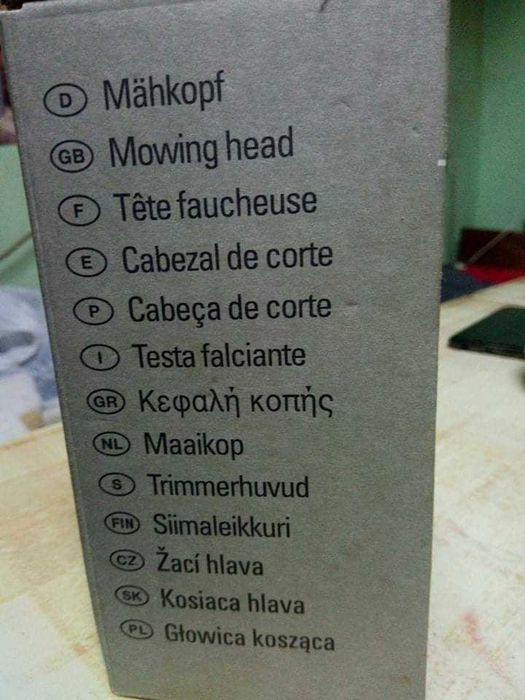 D Mähkopf
GB Mowing head
F Tête faucheuse
E Cabezal de corte
P Cabeça de corte
I Testa falciante
GR Κεφαλή κοπής
NL Maaikop
S Trimmerhuvud
FIN Siimaleikkuri
CZ Žací hlava
SK Kosiaca hlava
PL Głowica kosząca